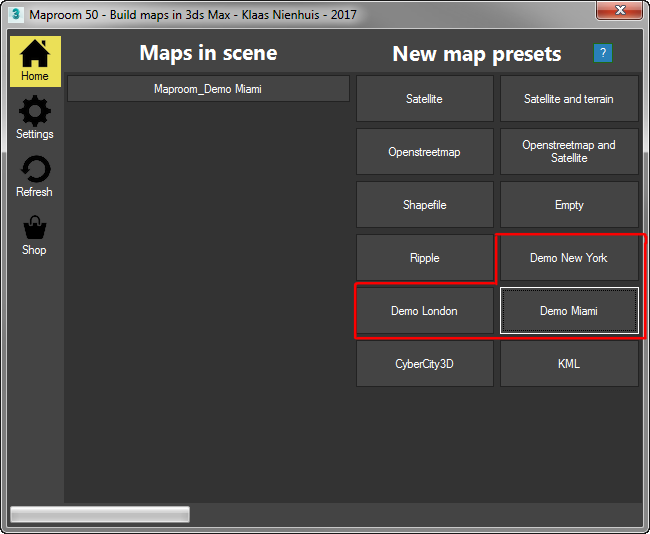 Maproom 50 - Build maps in 3ds Max - Klaas Nienhuis - 2017
Home
Settings
Refresh
Shop
Maps in scene
Maproom_Demo Miami
New map presets
?
Satellite
Satellite and terrain
Openstreetmap
Openstreetmap and
Satellite
Shapefile
Empty
Ripple
Demo New York
Demo London
Demo Miami
CyberCity3D
KML